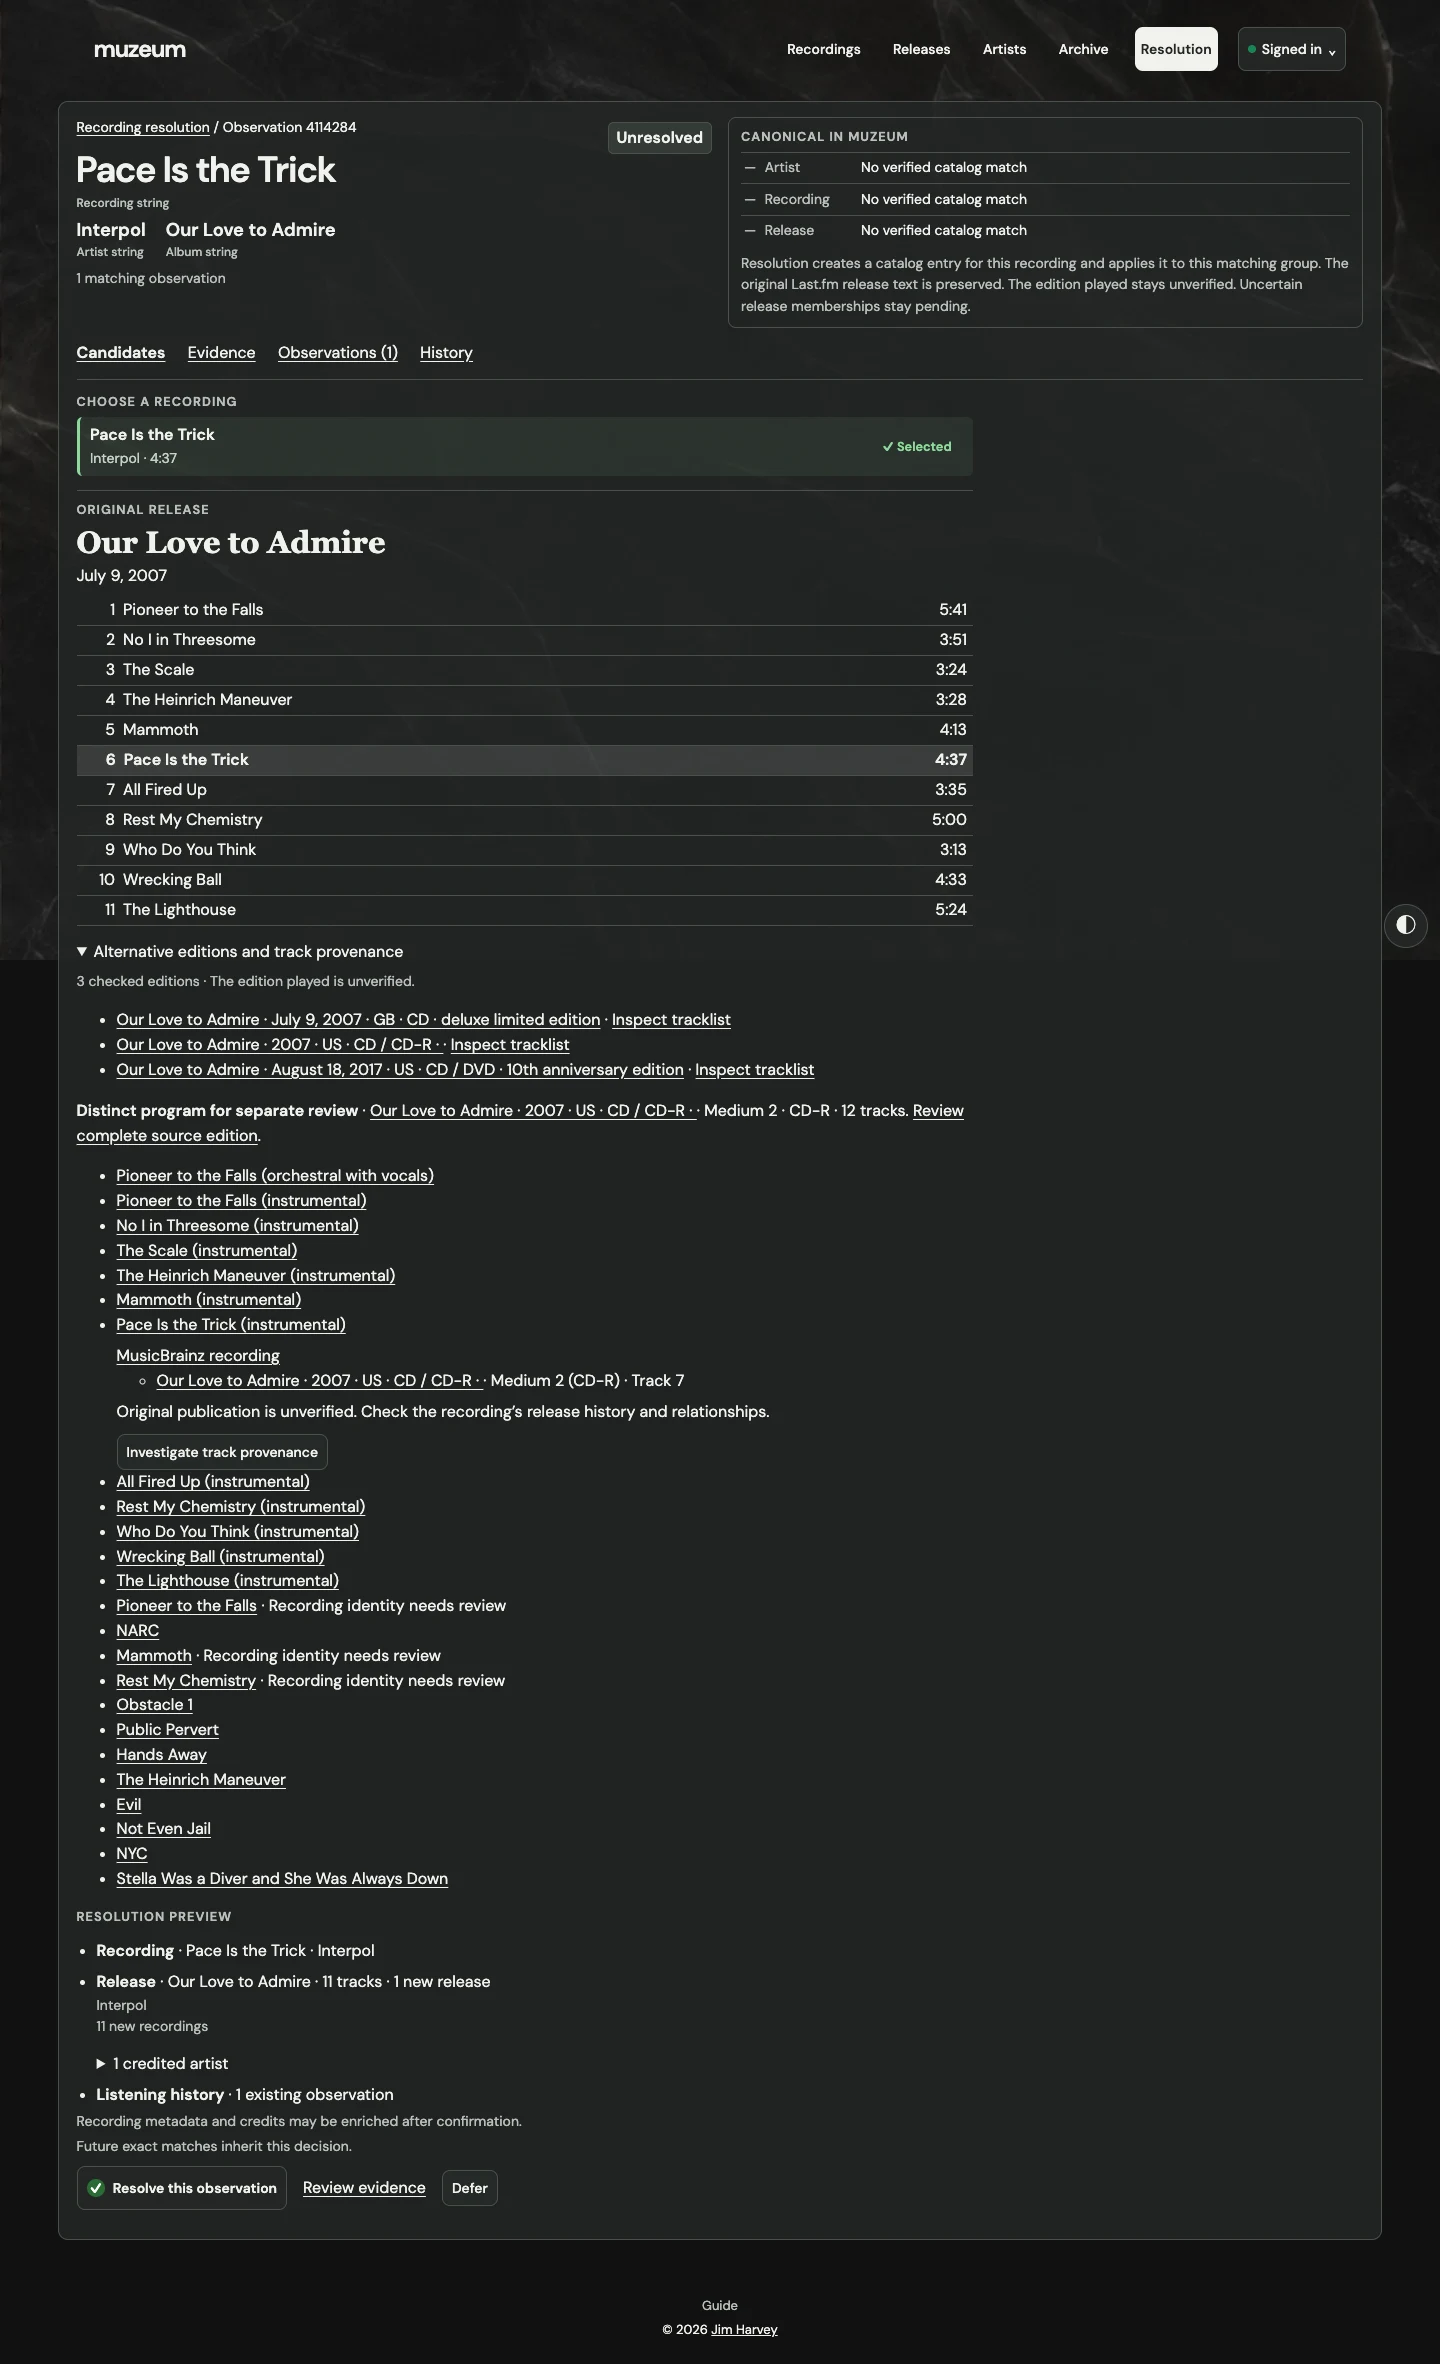 muzeum
Recordings
Releases
Artists
Archive
Resolution
Signed in
Recording resolution / Observation 4114284
Unresolved
Pace Is the Trick
Recording string
Interpol
Our Love to Admire
Artist string
Album string
1 matching observation
CANONICAL IN MUZEUM
— Artist No verified catalog match
— Recording No verified catalog match
— Release No verified catalog match
Resolution creates a catalog entry for this recording and applies it to this matching group. The
original Last.fm release text is preserved. The edition played stays unverified. Uncertain
release memberships stay pending.
Candidates Evidence Observations (1) History
CHOOSE A RECORDING
Pace Is the Trick
Interpol · 4:37
✓ Selected
ORIGINAL RELEASE
Our Love to Admire
July 9, 2007
1 Pioneer to the Falls 5:41
2 No I in Threesome 3:51
3 The Scale 3:24
4 The Heinrich Maneuver 3:28
5 Mammoth 4:13
6 Pace Is the Trick 4:37
7 All Fired Up 3:35
8 Rest My Chemistry 5:00
9 Who Do You Think 3:13
10 Wrecking Ball 4:33
11 The Lighthouse 5:24
▼ Alternative editions and track provenance
3 checked editions · The edition played is unverified.
• Our Love to Admire · July 9, 2007 · GB · CD · deluxe limited edition · Inspect tracklist
• Our Love to Admire · 2007 · US · CD / CD-R · · Inspect tracklist
• Our Love to Admire · August 18, 2017 · US · CD / DVD · 10th anniversary edition · Inspect tracklist
Distinct program for separate review · Our Love to Admire · 2007 · US · CD / CD-R · · Medium 2 · CD-R · 12 tracks. Review
complete source edition.
• Pioneer to the Falls (orchestral with vocals)
• Pioneer to the Falls (instrumental)
• No I in Threesome (instrumental)
• The Scale (instrumental)
• The Heinrich Maneuver (instrumental)
• Mammoth (instrumental)
• Pace Is the Trick (instrumental)
MusicBrainz recording
◦ Our Love to Admire · 2007 · US · CD / CD-R · · Medium 2 (CD-R) · Track 7
Original publication is unverified. Check the recording’s release history and relationships.
Investigate track provenance
• All Fired Up (instrumental)
• Rest My Chemistry (instrumental)
• Who Do You Think (instrumental)
• Wrecking Ball (instrumental)
• The Lighthouse (instrumental)
• Pioneer to the Falls · Recording identity needs review
• NARC
• Mammoth · Recording identity needs review
• Rest My Chemistry · Recording identity needs review
• Obstacle 1
• Public Pervert
• Hands Away
• The Heinrich Maneuver
• Evil
• Not Even Jail
• NYC
• Stella Was a Diver and She Was Always Down
RESOLUTION PREVIEW
• Recording · Pace Is the Trick · Interpol
• Release · Our Love to Admire · 11 tracks · 1 new release
Interpol
11 new recordings
▶ 1 credited artist
• Listening history · 1 existing observation
Recording metadata and credits may be enriched after confirmation.
Future exact matches inherit this decision.
Resolve this observation
Review evidence
Defer
Guide
© 2026 Jim Harvey